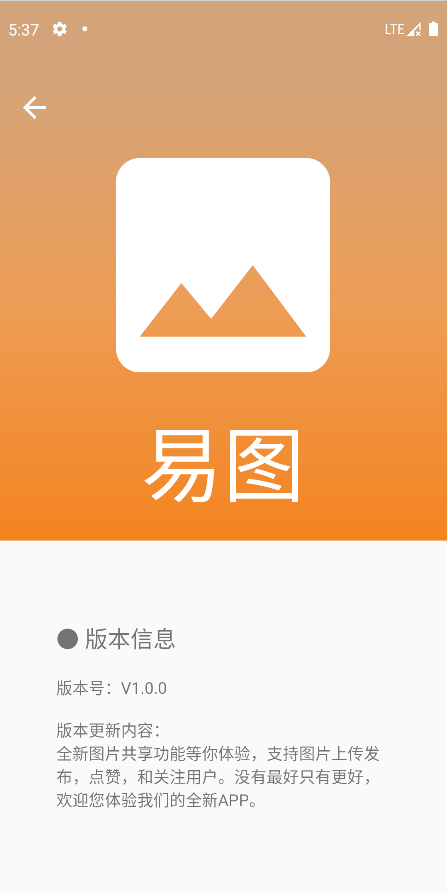 5:37 LTE
易图
版本信息
版本号：V1.0.0
版本更新内容：
全新图片共享功能等你体验，支持图片上传发
布，点赞，和关注用户。没有最好只有更好，
欢迎您体验我们的全新APP。